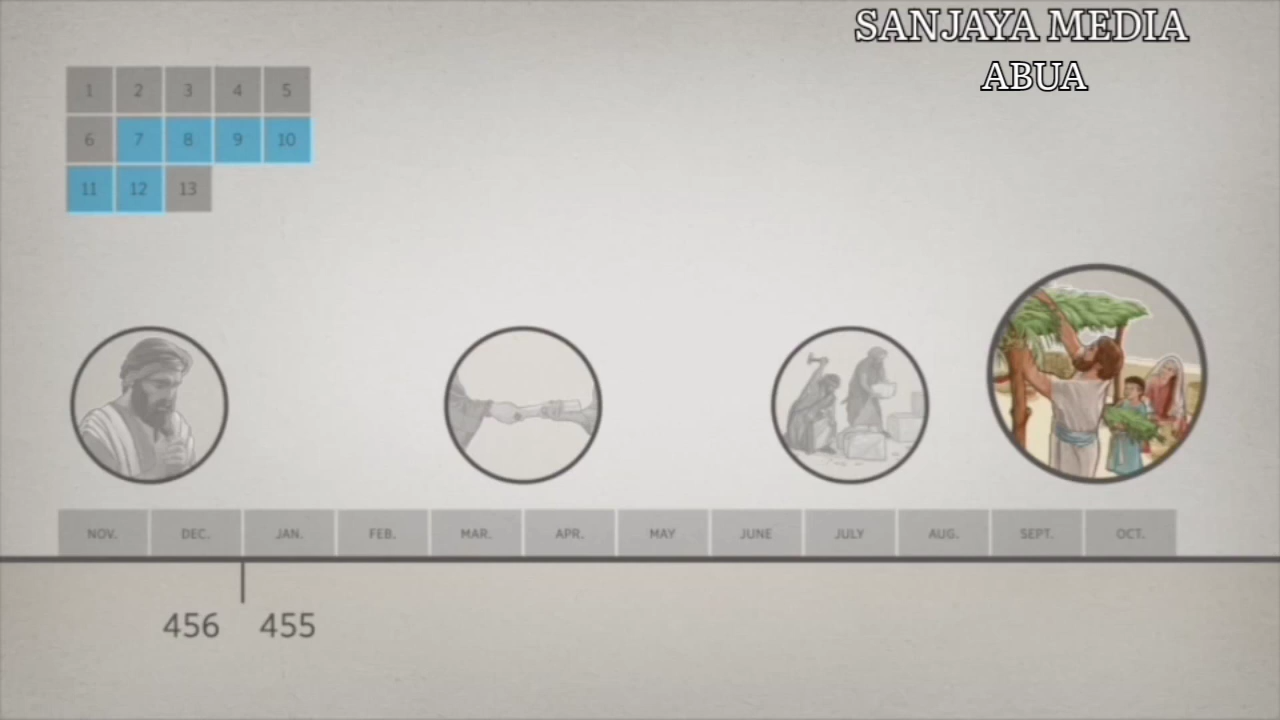 SANJAYA MEDIA
ABUA
1 2 3 4 5
6 7 8 9 10
11 12 13
NOV. DEC. JAN. FEB. MAR. APR. MAY JUNE JULY AUG. SEPT. OCT.
456 455